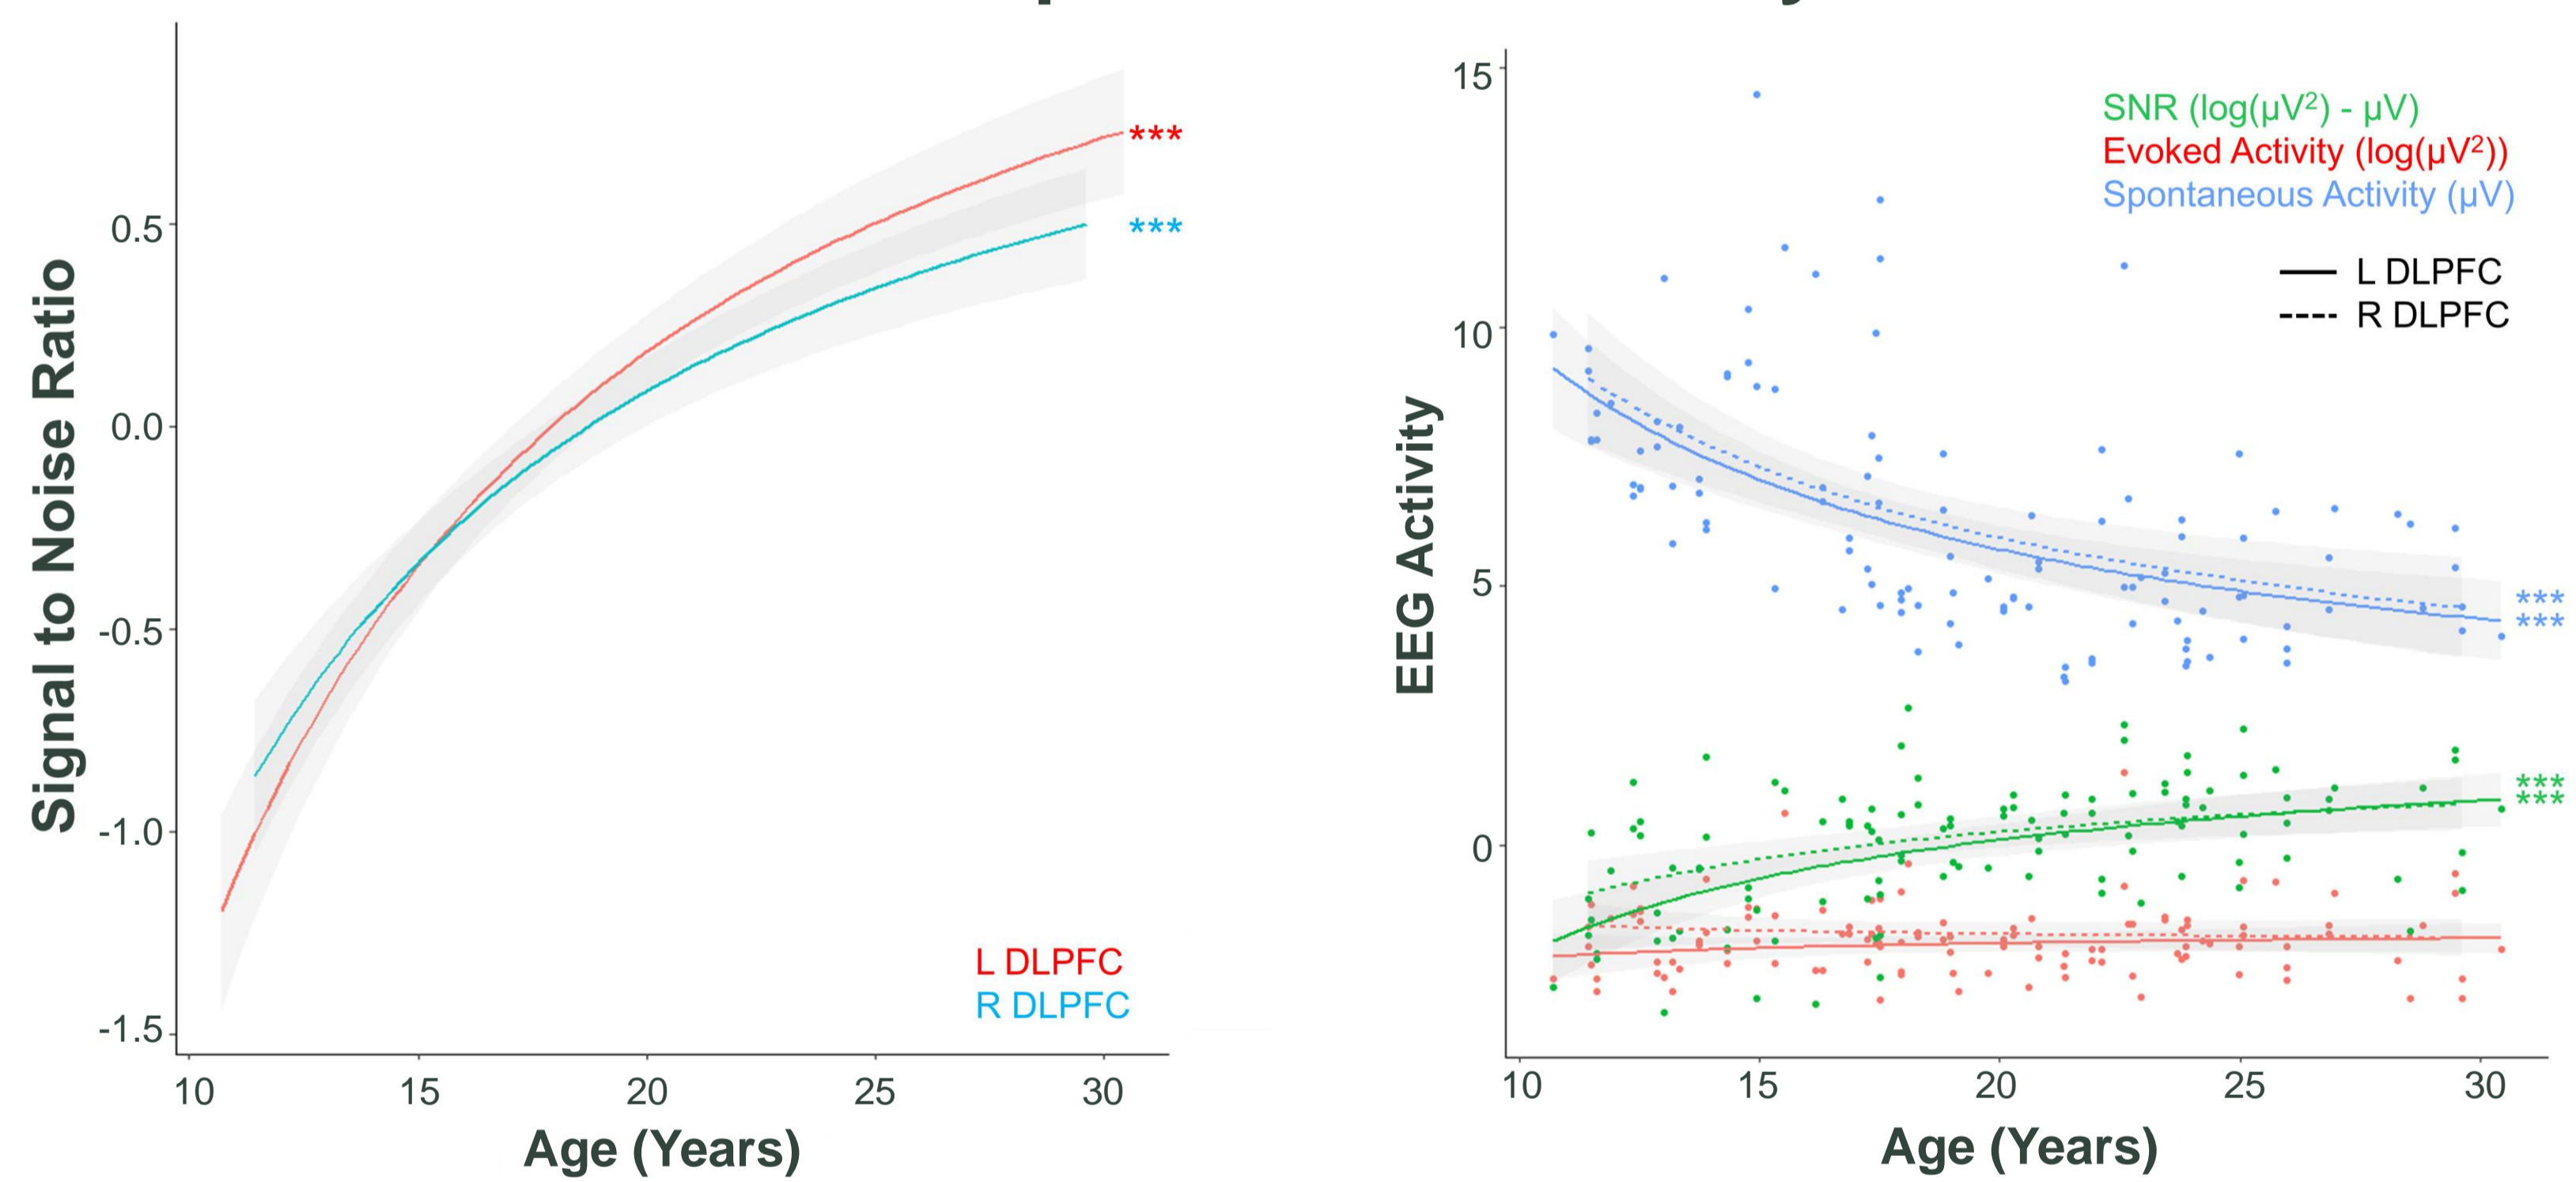 Signal to Noise Ratio
0.5
0.0
-0.5
-1.0
-1.5
10 15 20 25 30
Age (Years)
***
***
L DLPFC
R DLPFC
EEG Activity
15
10
5
0
10 15 20 25 30
Age (Years)
SNR (log(µV²) - µV)
Evoked Activity (log(µV²))
Spontaneous Activity (µV)
L DLPFC
R DLPFC
***
***
***
***